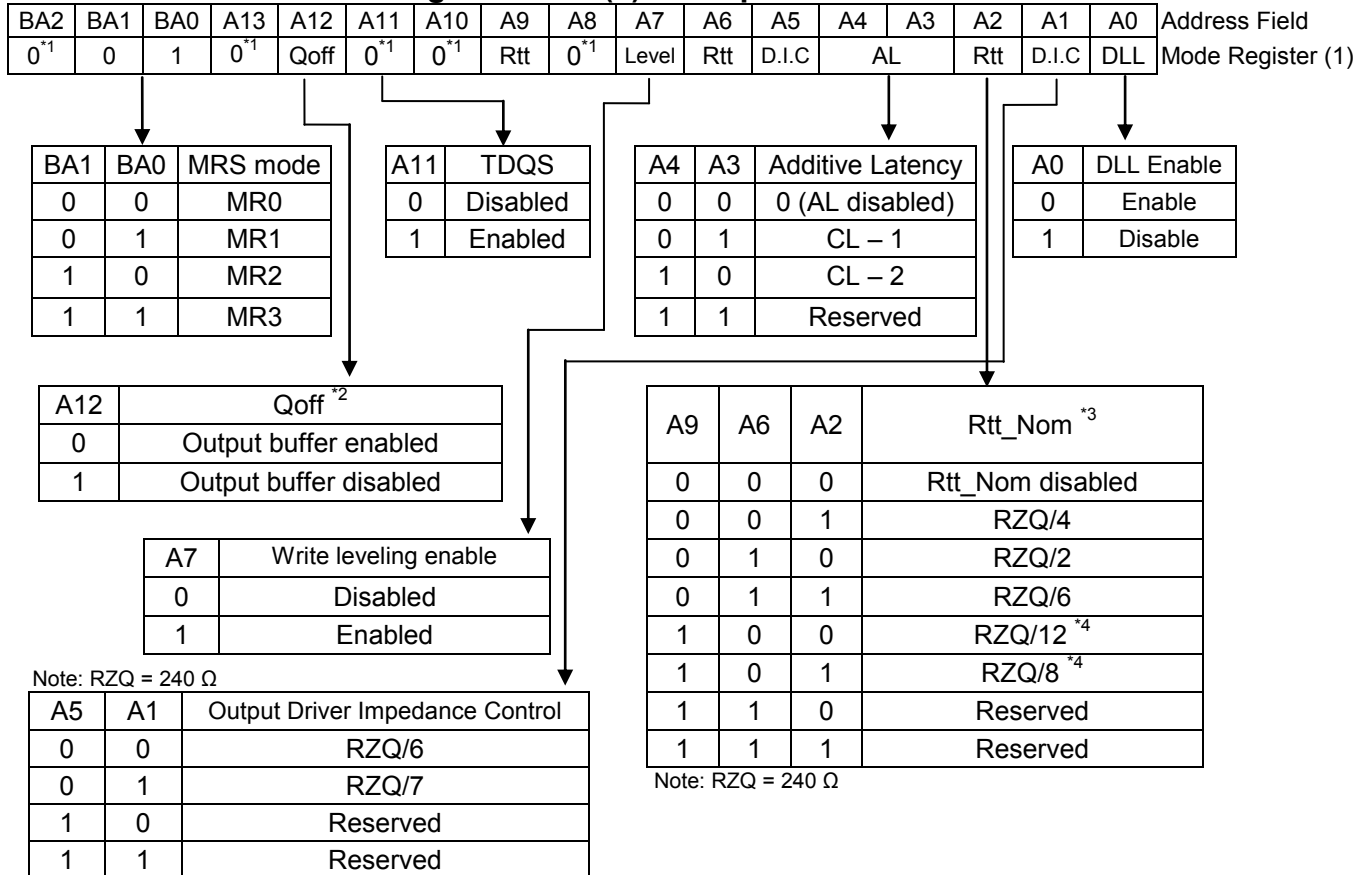 BA2 BA1 BA0 A13 A12 A11 A10 A9 A8 A7 A6 A5 A4 A3 A2 A1 A0 Address Field
0*1 0 1 0*1 Qoff 0*1 0*1 Rtt 0*1 Level Rtt D.I.C AL Rtt D.I.C DLL Mode Register (1)
BA1 BA0 MRS mode
0 0 MR0
0 1 MR1
1 0 MR2
1 1 MR3
A11 TDQS
0 Disabled
1 Enabled
A4 A3 Additive Latency
0 0 0 (AL disabled)
0 1 CL – 1
1 0 CL – 2
1 1 Reserved
A0 DLL Enable
0 Enable
1 Disable
A12 Qoff *2
0 Output buffer enabled
1 Output buffer disabled
A7 Write leveling enable
0 Disabled
1 Enabled
Note: RZQ = 240 Ω
A5 A1 Output Driver Impedance Control
0 0 RZQ/6
0 1 RZQ/7
1 0 Reserved
1 1 Reserved
A9 A6 A2 Rtt_Nom *3
0 0 0 Rtt_Nom disabled
0 0 1 RZQ/4
0 1 0 RZQ/2
0 1 1 RZQ/6
1 0 0 RZQ/12 *4
1 0 1 RZQ/8 *4
1 1 0 Reserved
1 1 1 Reserved
Note: RZQ = 240 Ω